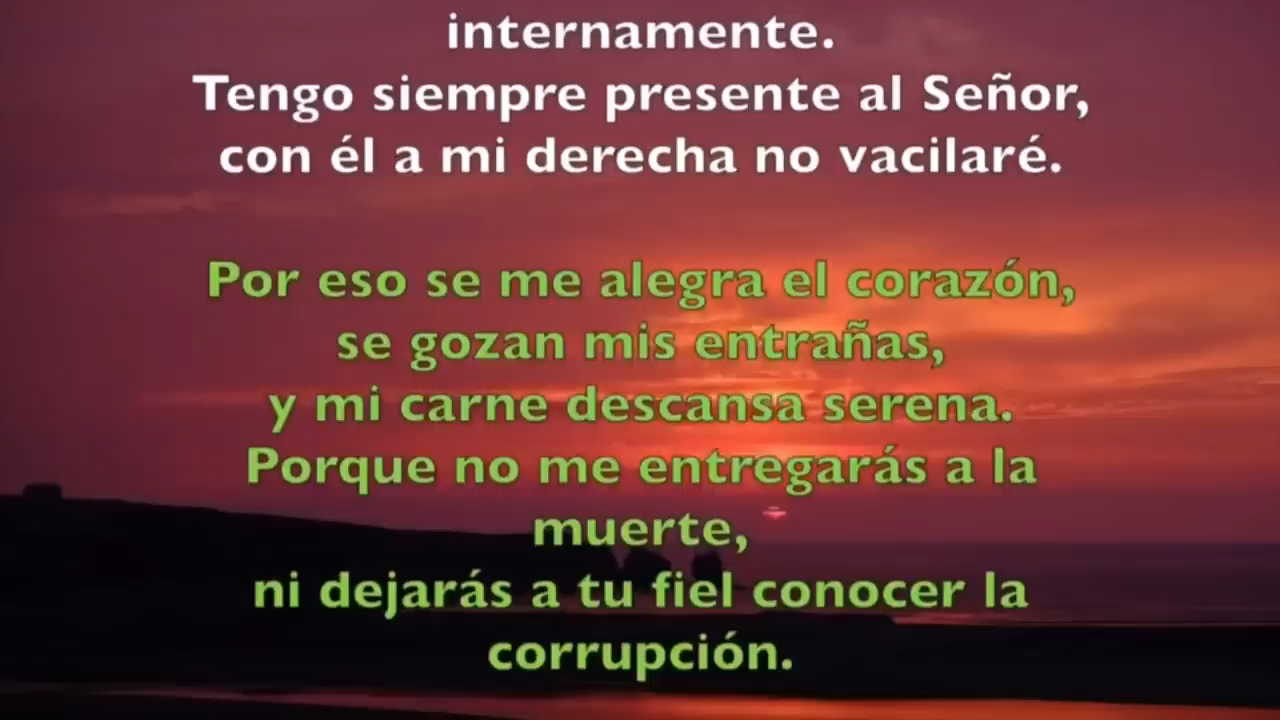 internamente.
Tengo siempre presente al Señor,
con él a mi derecha no vacilaré.
Por eso se me alegra el corazón,
se gozan mis entrañas,
y mi carne descansa serena.
Porque no me entregarás a la
muerte,
ni dejarás a tu fiel conocer la
corrupción.